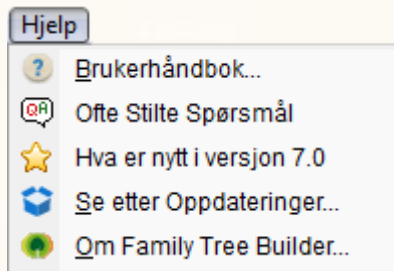 Hjelp
Brukerhåndbok...
Ofte Stilte Spørsmål
Hva er nytt i versjon 7.0
Se etter Oppdateringer...
Om Family Tree Builder...